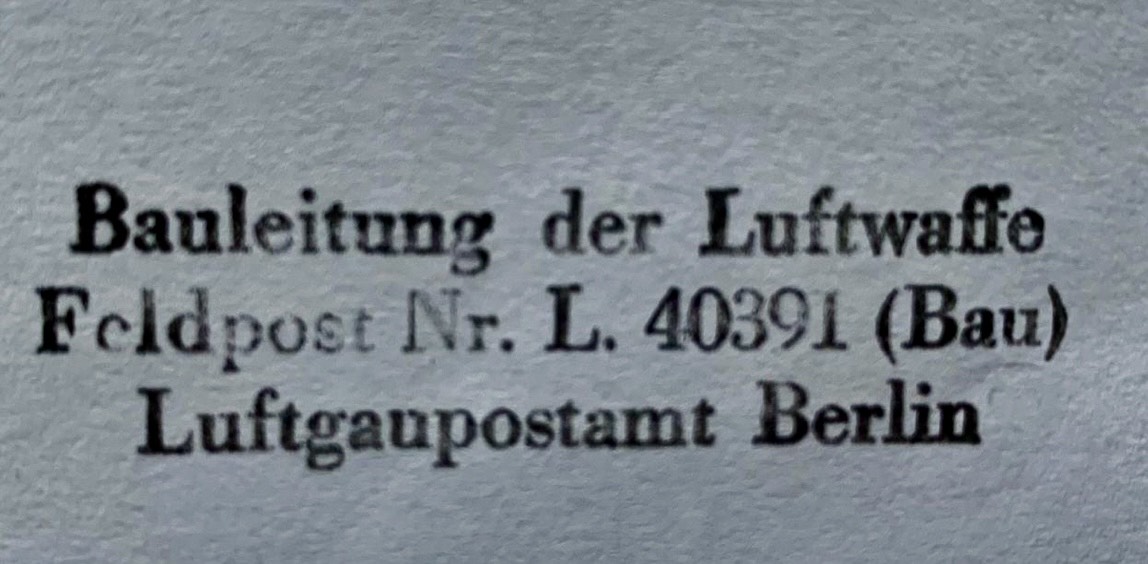 Bauleitung der Luftwaffe
Feldpost Nr. L. 40391 (Bau)
Luftgaupostamt Berlin